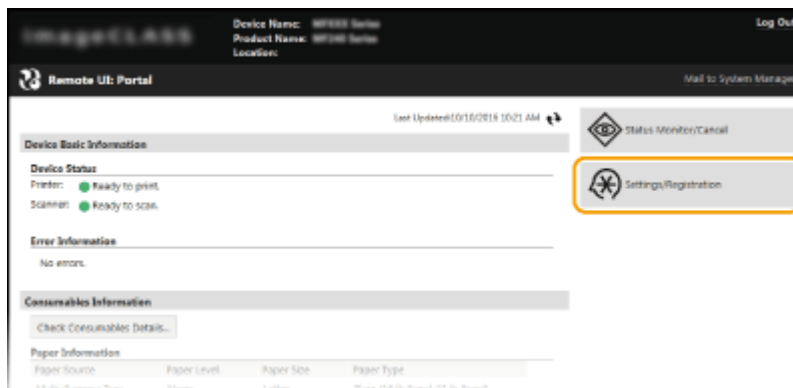 Device Name:
Log Out
Product Name:
Location:
Remote UI: Portal
Mail to System Manager
Last Updated:10/10/2016 10:21 AM
Status Monitor/Cancel
Device Basic Information
Device Status
Printer: Ready to print.
Settings/Registration
Scanner: Ready to scan.
Error Information
No errors.
Consumables Information
Check Consumables Details...
Paper Information
Paper Source Paper Level Paper Size Paper Type